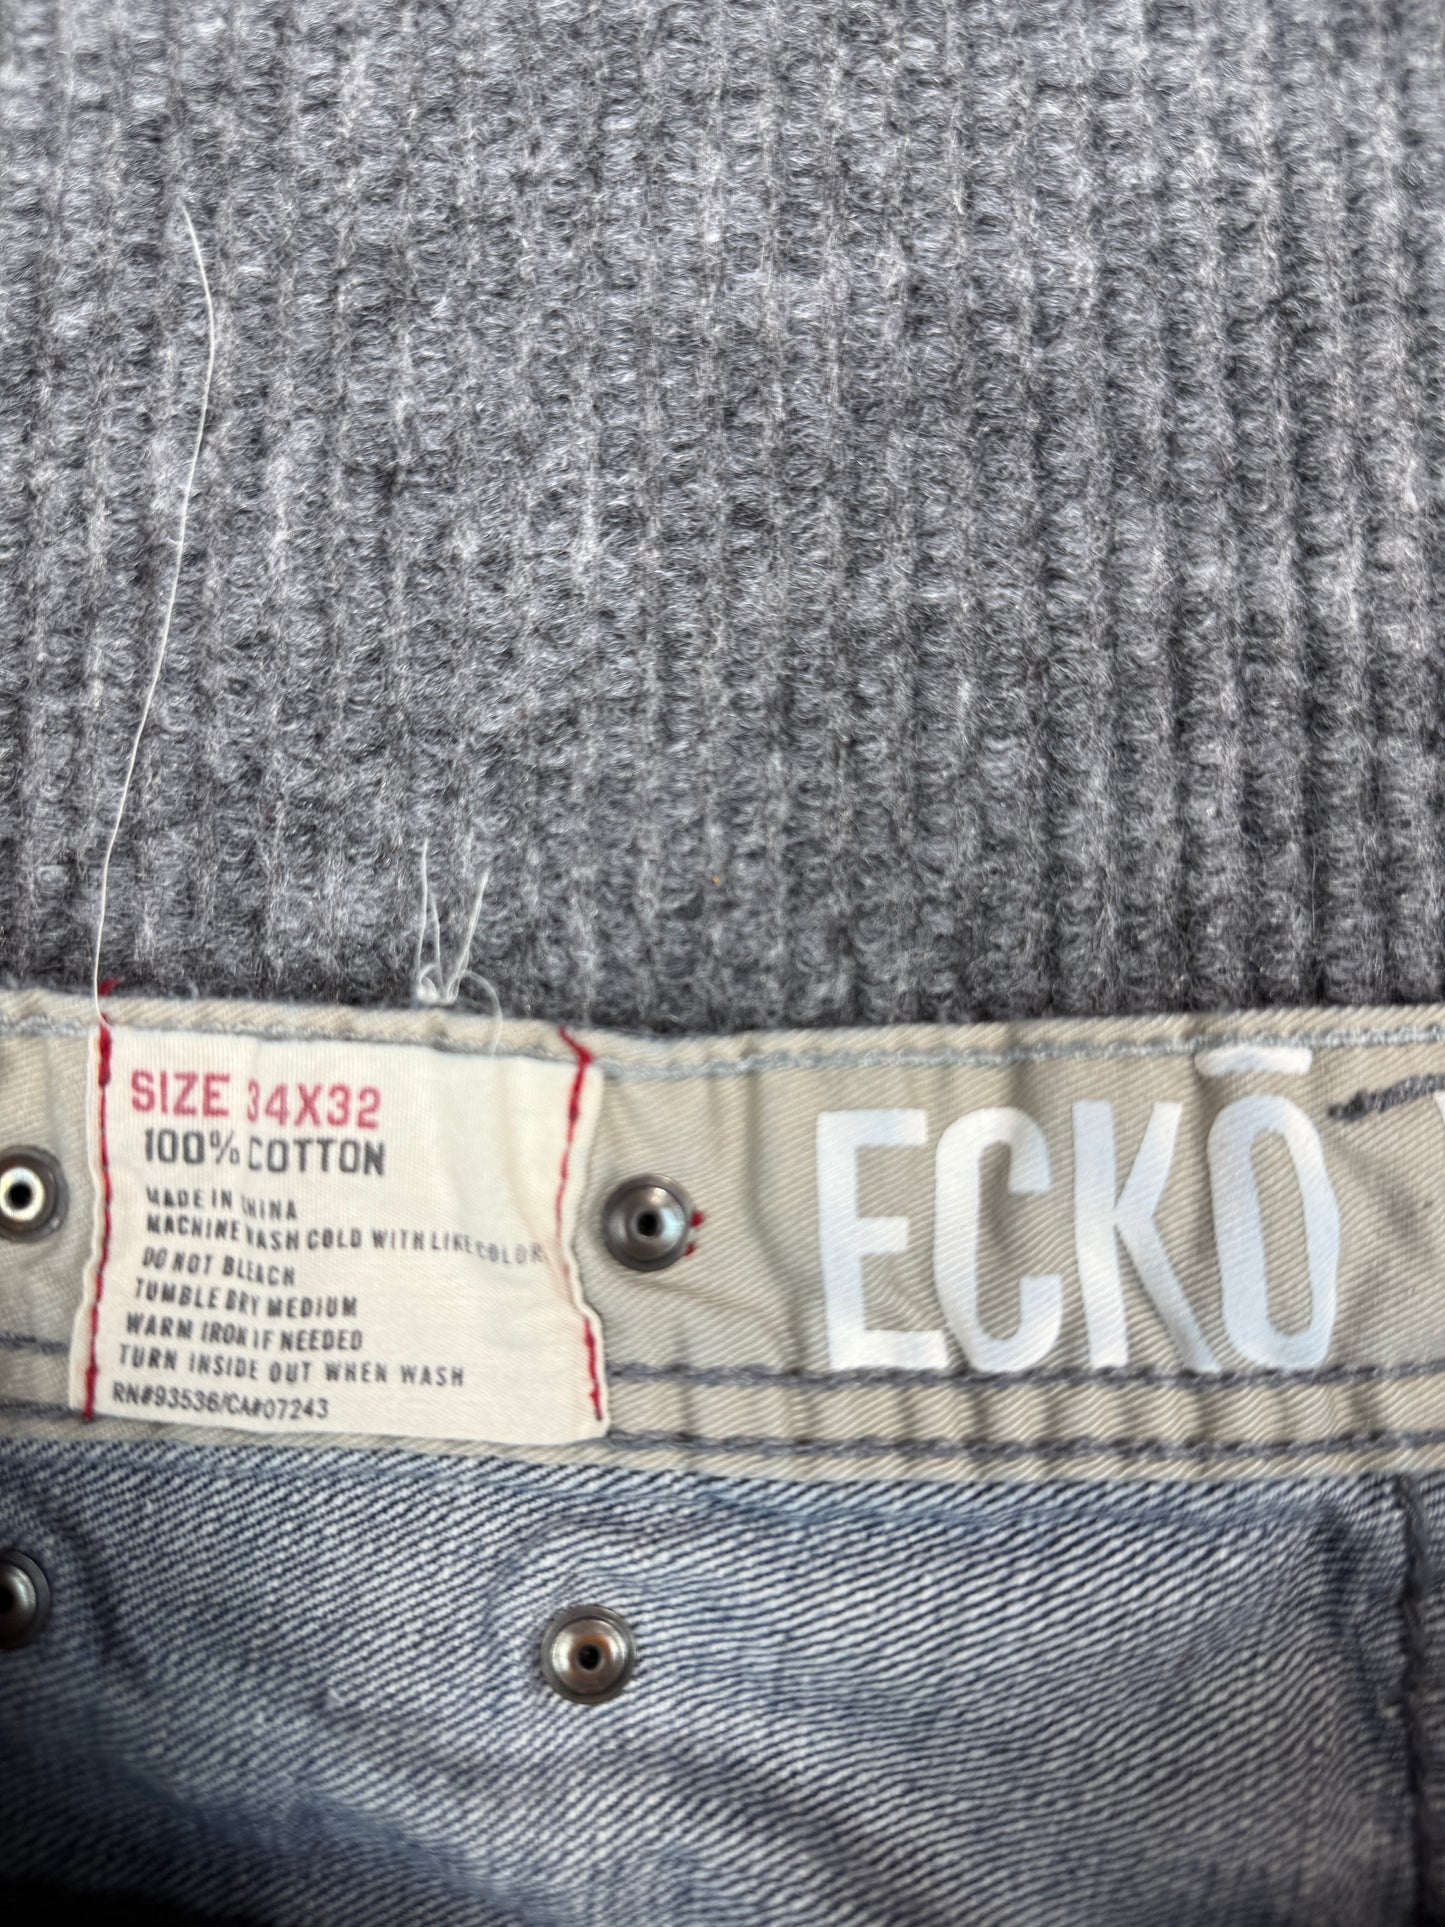 SIZE 34X32
100% COTTON
MADE IN CHINA
MACHINE WASH COLD WITH LIKE COLOR
DO NOT BLEACH
TUMBLE DRY MEDIUM
WARM IRON IF NEEDED
TURN INSIDE OUT WHEN WASH
RN#93536/CA#07243
ECKŌ